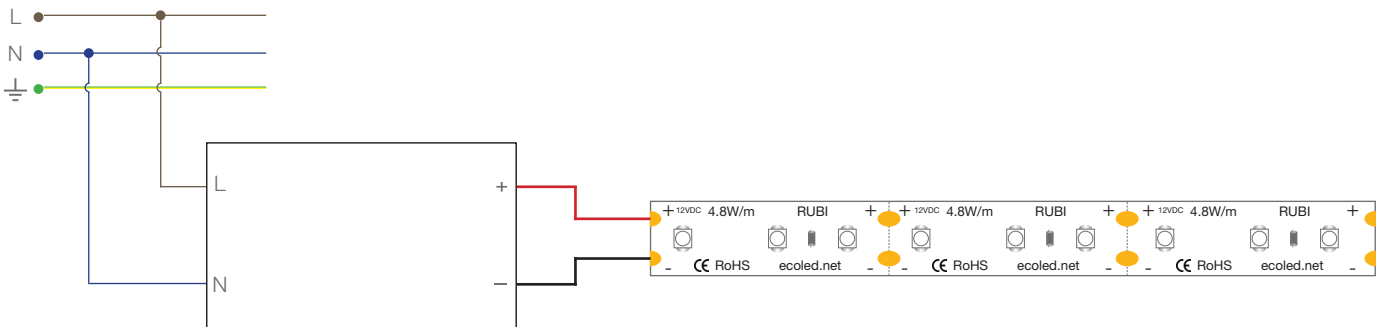 L
N
L +
N −
+ 12VDC 4.8W/m RUBI + + 12VDC 4.8W/m RUBI + + 12VDC 4.8W/m RUBI +
- CE RoHS ecoled.net - - CE RoHS ecoled.net - - CE RoHS ecoled.net -